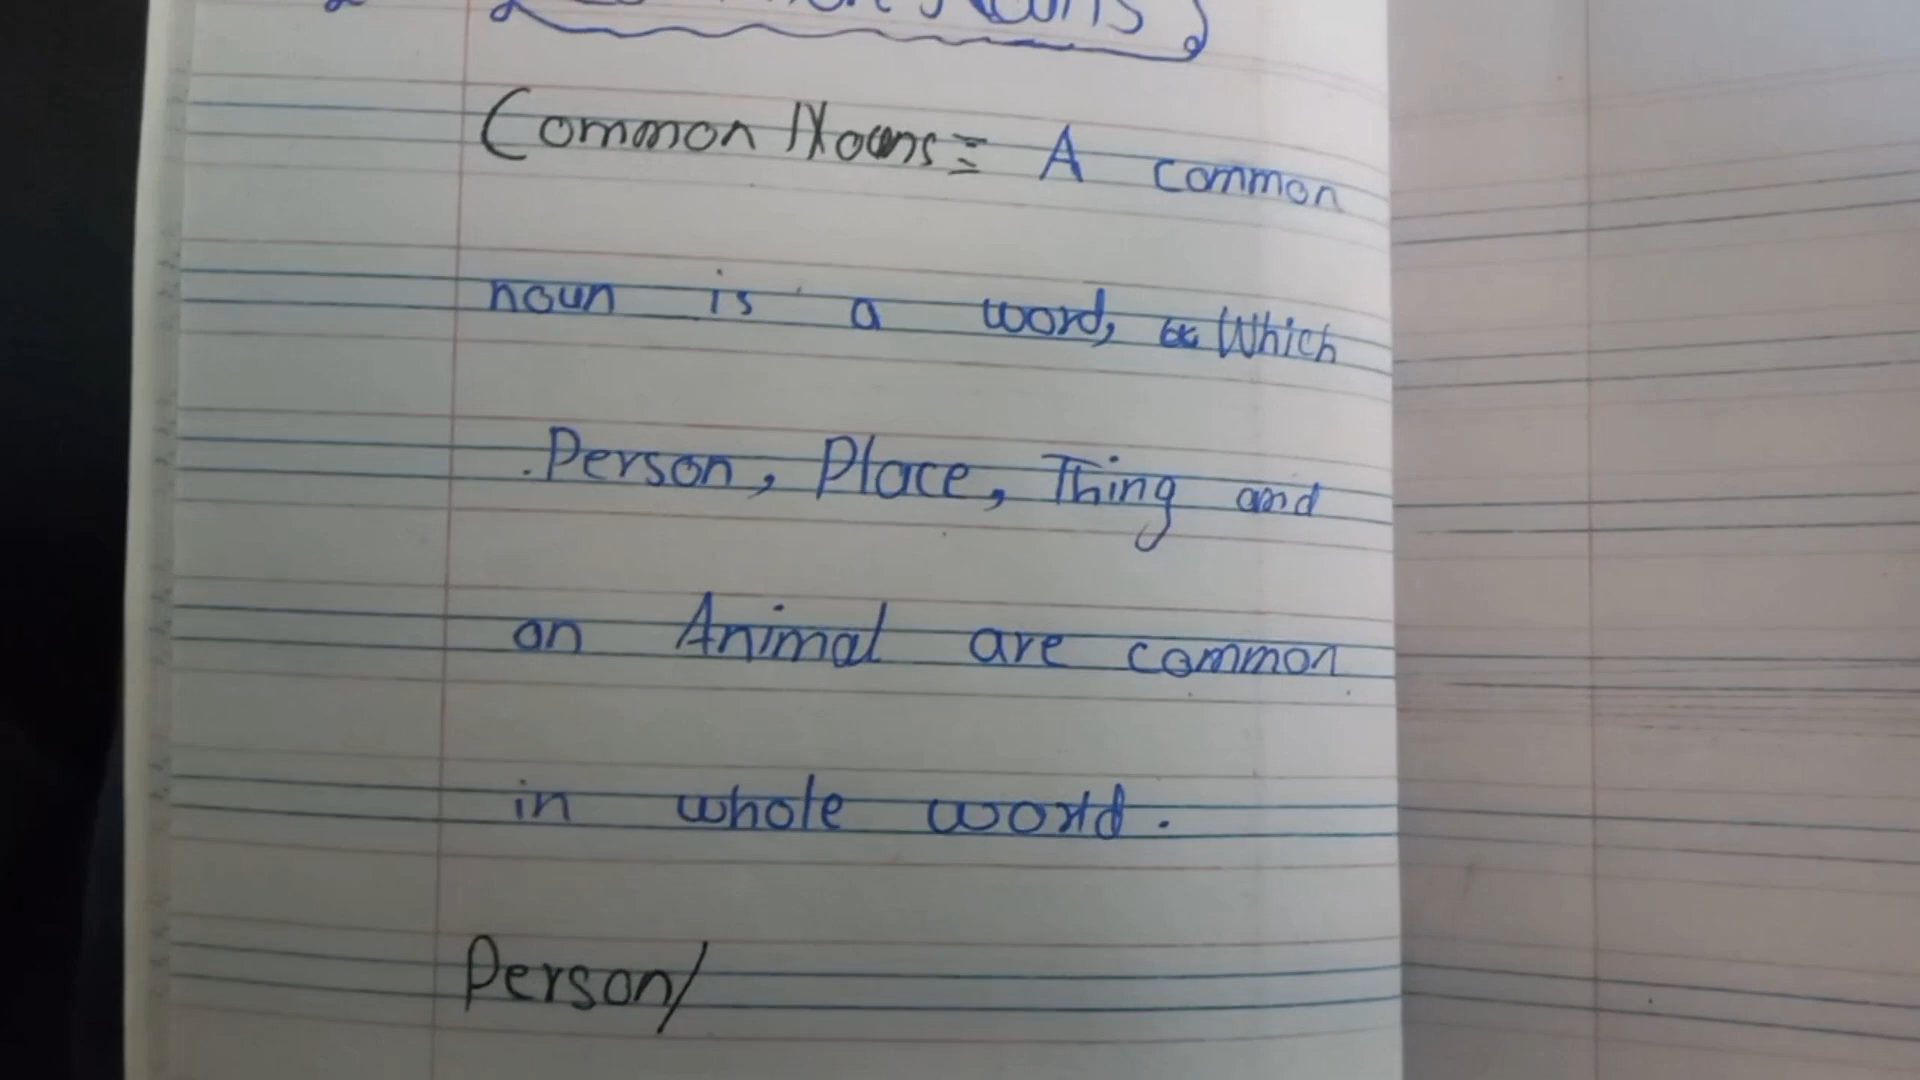 Nouns
Common Nouns = A common
noun is a word, Which
.Person, Place, Thing and
an Animal are common
in whole world.
Person/